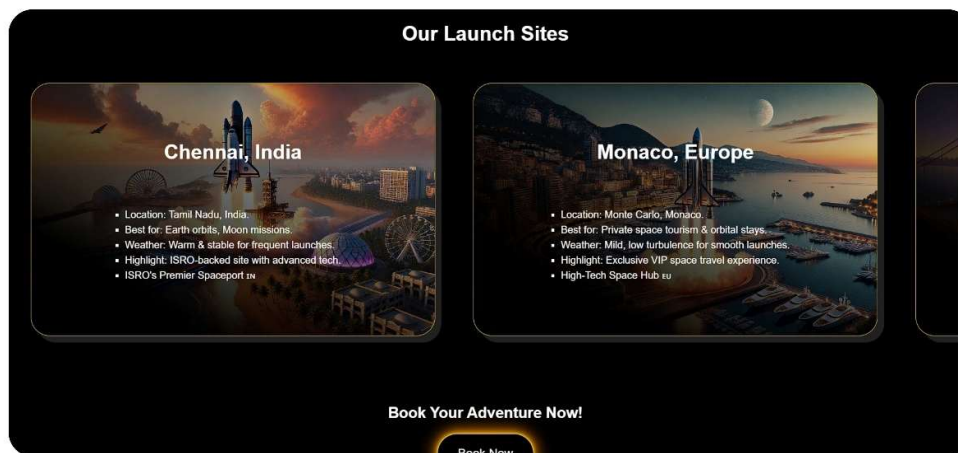 Our Launch Sites
Chennai, India
Location: Tamil Nadu, India.
Best for: Earth orbits, Moon missions.
Weather: Warm & stable for frequent launches.
Highlight: ISRO-backed site with advanced tech.
ISRO's Premier Spaceport IN
Monaco, Europe
Location: Monte Carlo, Monaco.
Best for: Private space tourism & orbital stays.
Weather: Mild, low turbulence for smooth launches.
Highlight: Exclusive VIP space travel experience.
High-Tech Space Hub EU
Book Your Adventure Now!
Book Now